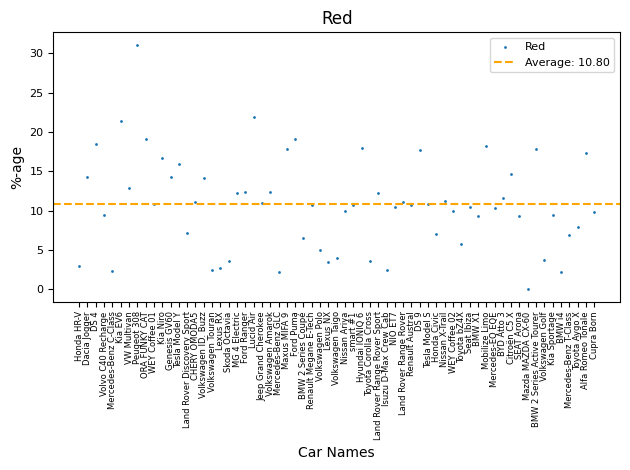 Red
%-age
30
25
20
15
10
5
0
Red
Average: 10.80
Honda HR-V
Dacia Jogger
DS 4
Volvo C40 Recharge
Mercedes-Benz C-Class
Kia EV6
VW Multivan
Peugeot 308
ORA FUNKY CAT
WEY Coffee 01
Kia Niro
Genesis GV60
Tesla Model Y
Land Rover Discovery Sport
CHERY OMODA5
Volkswagen ID. Buzz
Volkswagen Touran
Lexus RX
Skoda Octavia
MG 4 Electric
Ford Ranger
Lucid Air
Jeep Grand Cherokee
Volkswagen Amarok
Mercedes-Benz GLC
Maxus MIFA 9
Ford Puma
BMW 2 Series Coupe
Renault Megane E-Tech
Volkswagen Polo
Lexus NX
Volkswagen Taigo
Nissan Ariya
smart #1
Hyundai IONIQ 6
Toyota Corolla Cross
Land Rover Range Rover Sport
Isuzu D-Max Crew Cab
NIO ET7
Land Rover Range Rover
Renault Austral
DS 9
Tesla Model S
Honda Civic
Nissan X-Trail
WEY Coffee 02
Toyota bZ4X
Seat Ibiza
BMW X1
Mobilize Limo
Mercedes-EQ EQE
BYD Atto 3
Citroën C5 X
SEAT Arona
Mazda MAZDA CX-60
BMW 2 Series Active Tourer
Volkswagen Golf
Kia Sportage
BMW i4
Mercedes-Benz T-Class
Toyota Aygo X
Alfa Romeo Tonale
Cupra Born
Car Names